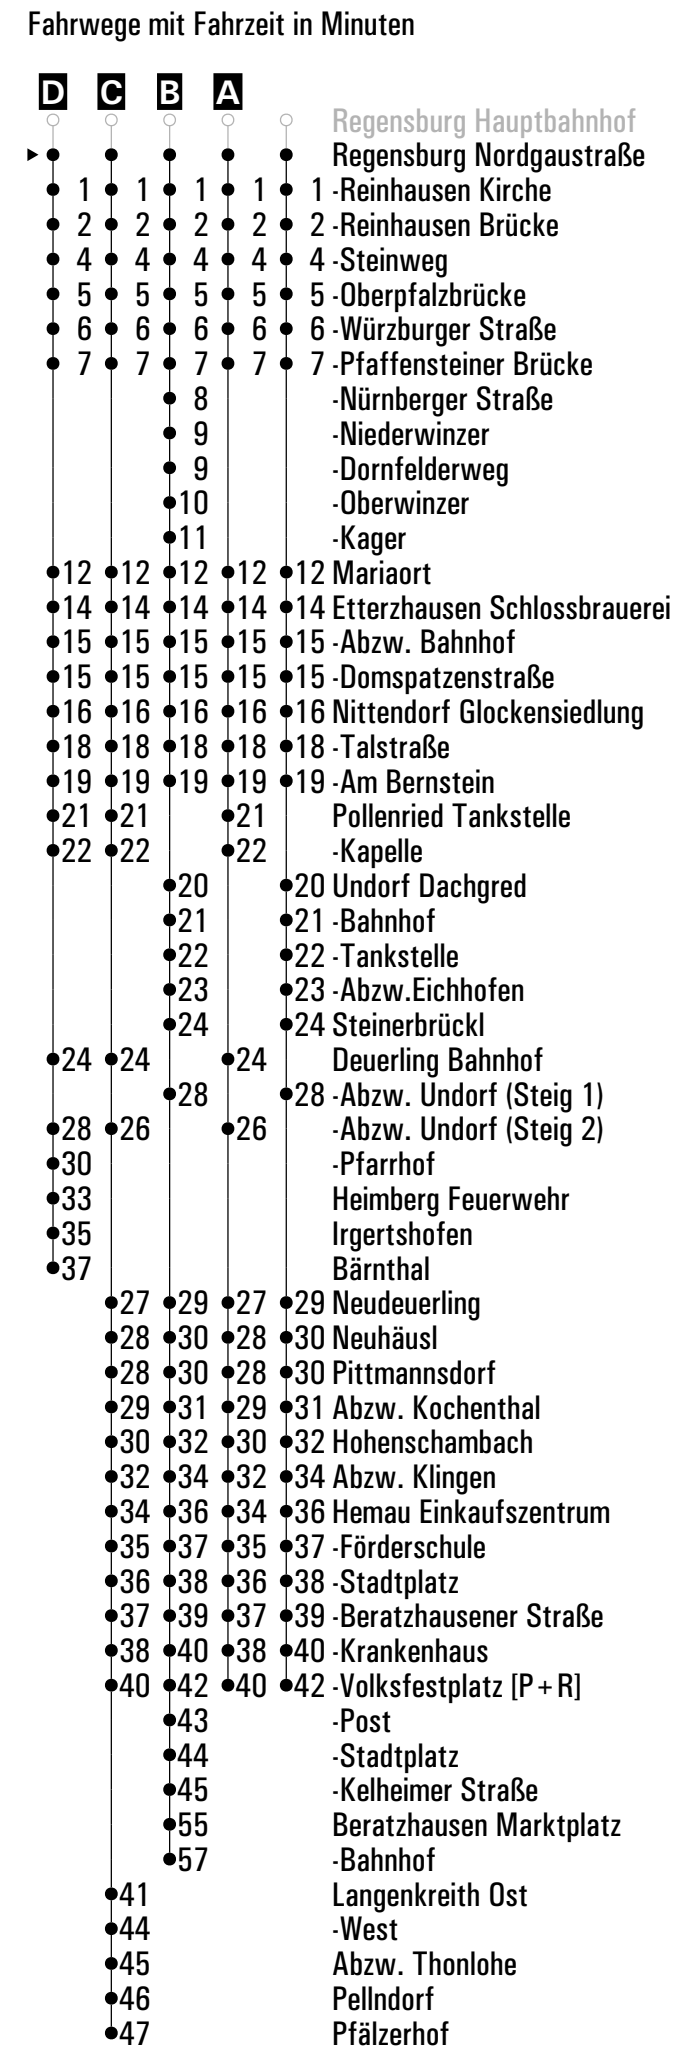 Fahrwege mit Fahrzeit in Minuten
D C B A
Regensburg Hauptbahnhof
Regensburg Nordgaustraße
1 1 1 1 1 -Reinhausen Kirche
2 2 2 2 2 -Reinhausen Brücke
4 4 4 4 4 -Steinweg
5 5 5 5 5 -Oberpfalzbrücke
6 6 6 6 6 -Würzburger Straße
7 7 7 7 7 -Pfaffensteiner Brücke
8 -Nürnberger Straße
9 -Niederwinzer
9 -Dornfelderweg
10 -Oberwinzer
11 -Kager
12 12 12 12 12 Mariaort
14 14 14 14 14 Etterzhausen Schlossbrauerei
15 15 15 15 15 -Abzw. Bahnhof
15 15 15 15 15 -Domspatzenstraße
16 16 16 16 16 Nittendorf Glockensiedlung
18 18 18 18 18 -Talstraße
19 19 19 19 19 -Am Bernstein
21 21 21 Pollenried Tankstelle
22 22 22 -Kapelle
20 20 Undorf Dachgred
21 21 -Bahnhof
22 22 -Tankstelle
23 23 -Abzw.Eichhofen
24 24 Steinerbrückl
24 24 24 Deuerling Bahnhof
28 28 -Abzw. Undorf (Steig 1)
28 26 26 -Abzw. Undorf (Steig 2)
30 -Pfarrhof
33 Heimberg Feuerwehr
35 Irgertshofen
37 Bärnthal
27 29 27 29 Neudeuerling
28 30 28 30 Neuhäusl
28 30 28 30 Pittmannsdorf
29 31 29 31 Abzw. Kochenthal
30 32 30 32 Hohenschambach
32 34 32 34 Abzw. Klingen
34 36 34 36 Hemau Einkaufszentrum
35 37 35 37 -Förderschule
36 38 36 38 -Stadtplatz
37 39 37 39 -Beratzhausener Straße
38 40 38 40 -Krankenhaus
40 42 40 42 -Volksfestplatz [P+R]
43 -Post
44 -Stadtplatz
45 -Kelheimer Straße
55 Beratzhausen Marktplatz
57 -Bahnhof
41 Langenkreith Ost
44 -West
45 Abzw. Thonlohe
46 Pellndorf
47 Pfälzerhof